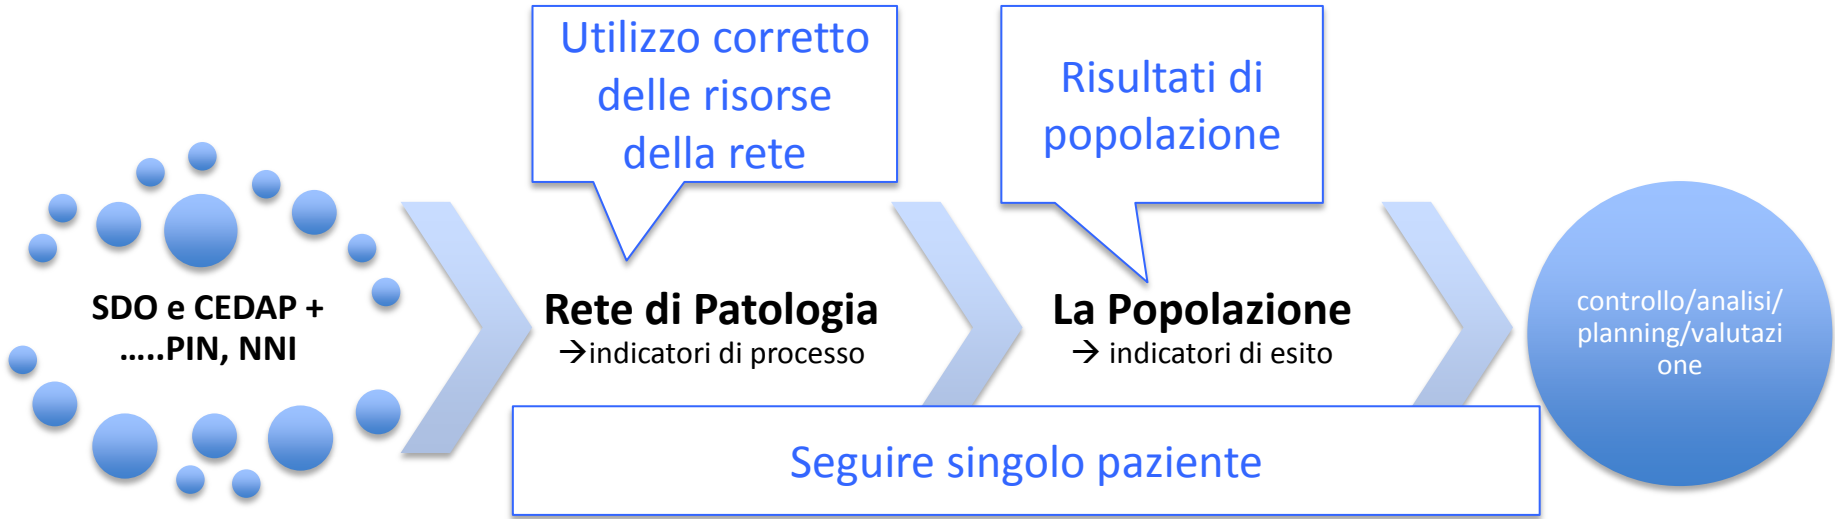 Utilizzo corretto
delle risorse
della rete
Risultati di
popolazione
SDO e CEDAP +
…..PIN, NNI
Rete di Patologia
→indicatori di processo
La Popolazione
→ indicatori di esito
controllo/analisi/
planning/valutazi
one
Seguire singolo paziente